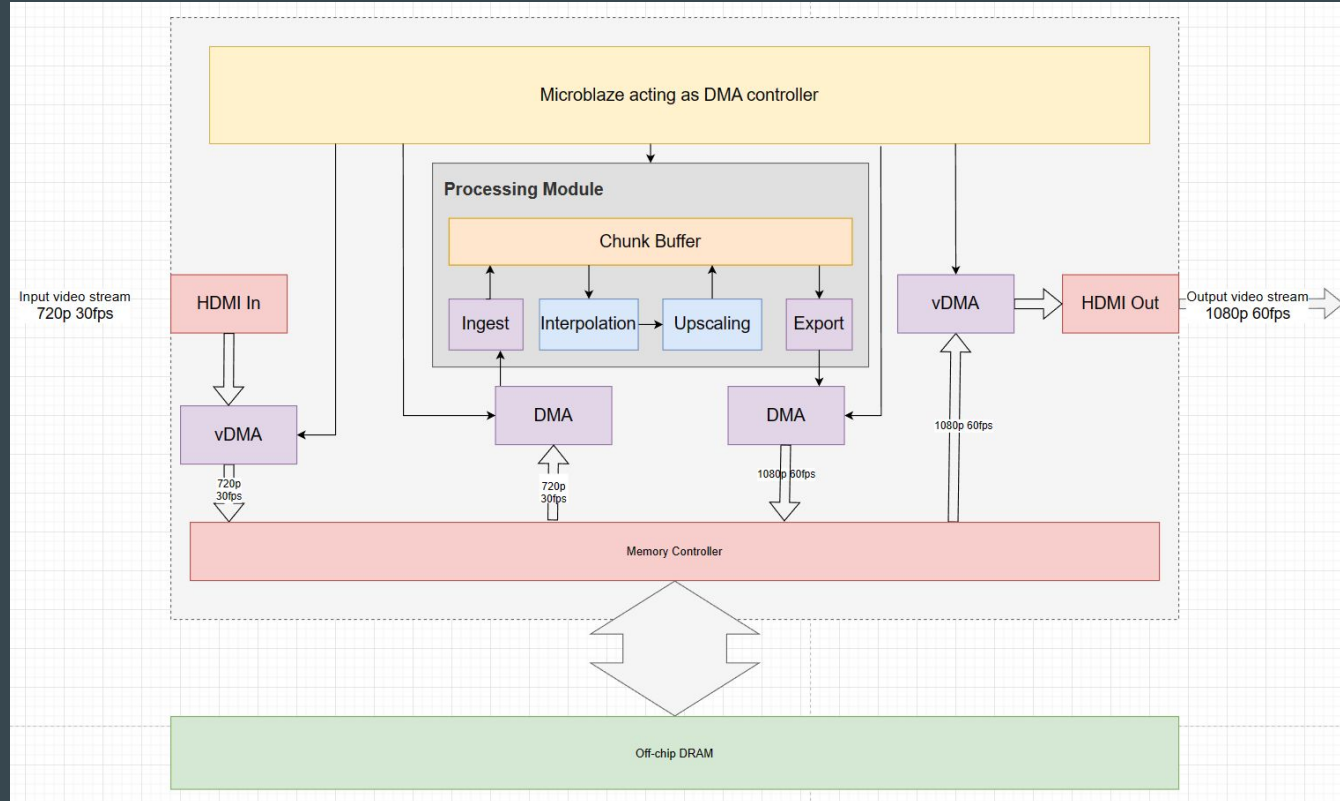 Microblaze acting as DMA controller
Processing Module
Chunk Buffer
Input video stream
720p 30fps
HDMI In
Ingest
Interpolation
Upscaling
Export
vDMA
HDMI Out
Output video stream
1080p 60fps
vDMA
DMA
DMA
720p
30fps
720p
30fps
1080p 60fps
1080p 60fps
Memory Controller
Off-chip DRAM